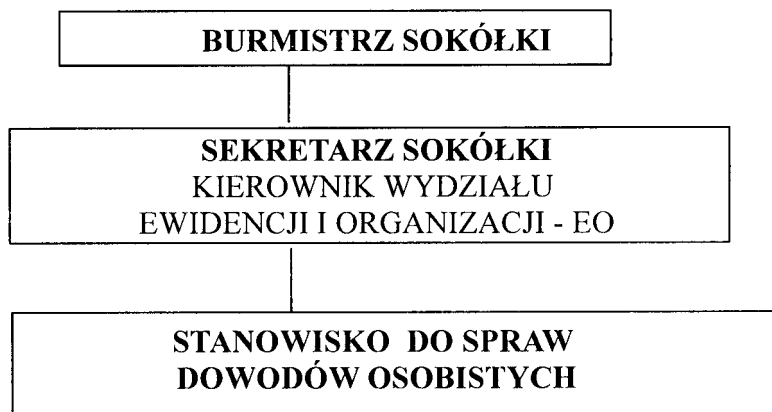 BURMISTRZ SOKÓŁKI
SEKRETARZ SOKÓŁKI
KIEROWNIK WYDZIAŁU
EWIDENCJI I ORGANIZACJI - EO
STANOWISKO DO SPRAW
DOWODÓW OSOBISTYCH